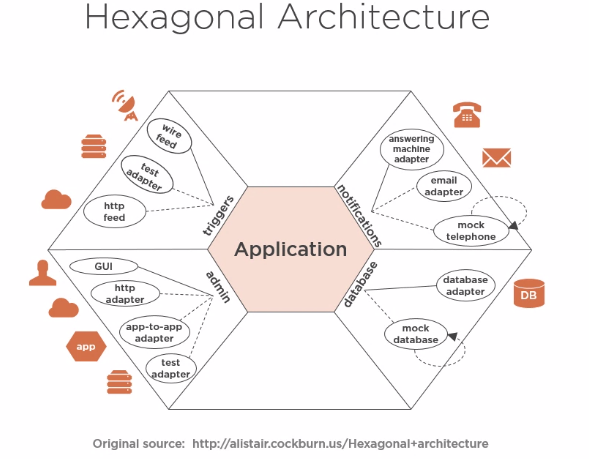 Hexagonal Architecture
wire
feed
test
adapter
http
feed
triggers
answering
machine
adapter
email
adapter
mock
telephone
notifications
Application
GUI
http
adapter
app-to-app
adapter
test
adapter
admin
app
database
database
adapter
mock
database
DB
Original source: http://alistair.cockburn.us/Hexagonal+architecture